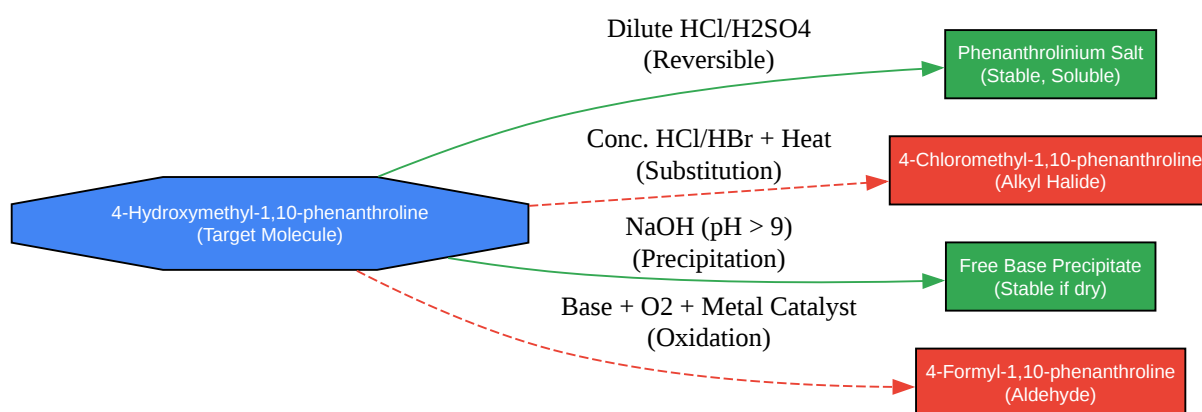 Dilute HCl/H2SO4
(Reversible)
Phenanthrolinium Salt
(Stable, Soluble)
Conc. HCl/HBr + Heat
(Substitution)
4-Chloromethyl-1,10-phenanthroline
(Alkyl Halide)
4-Hydroxymethyl-1,10-phenanthroline
(Target Molecule)
NaOH (pH > 9)
(Precipitation)
Free Base Precipitate
(Stable if dry)
Base + O2 + Metal Catalyst
(Oxidation)
4-Formyl-1,10-phenanthroline
(Aldehyde)